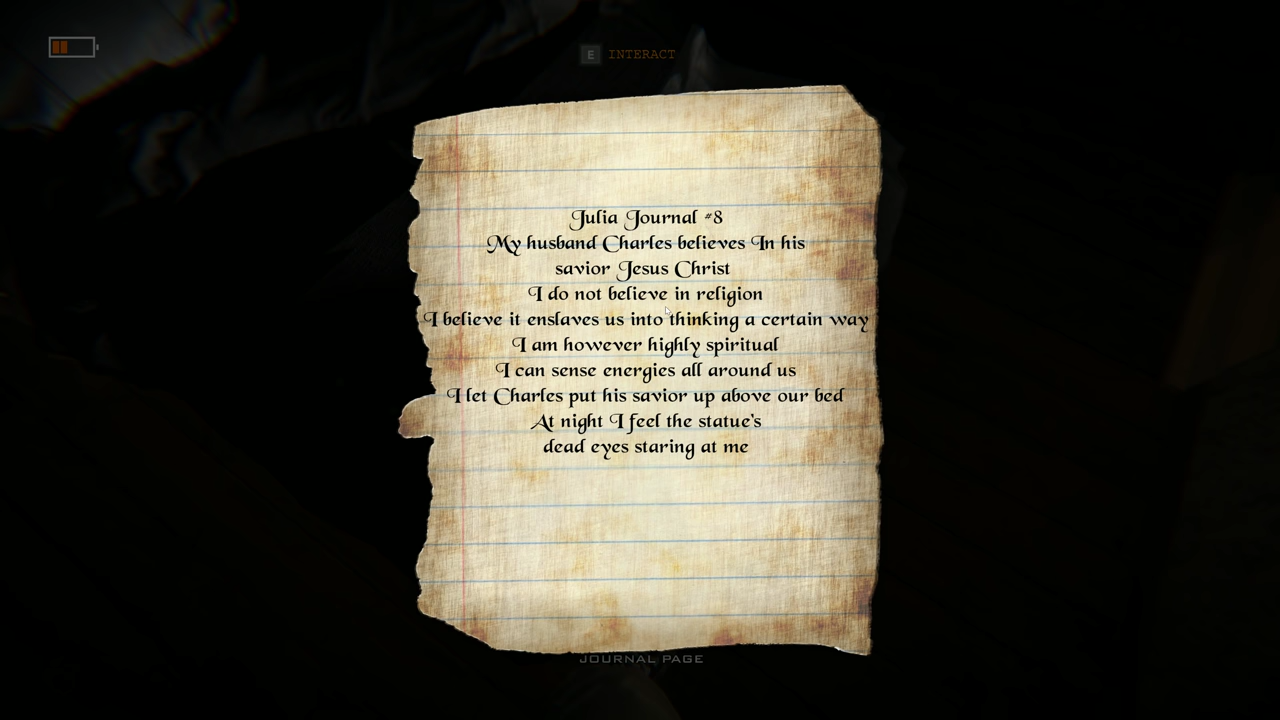 E INTERACT
Julia Journal #8
My husband Charles believes In his
savior Jesus Christ
I do not believe in religion
I believe it enslaves us into thinking a certain way
I am however highly spiritual
I can sense energies all around us
I let Charles put his savior up above our bed
At night I feel the statue's
dead eyes staring at me
JOURNAL PAGE